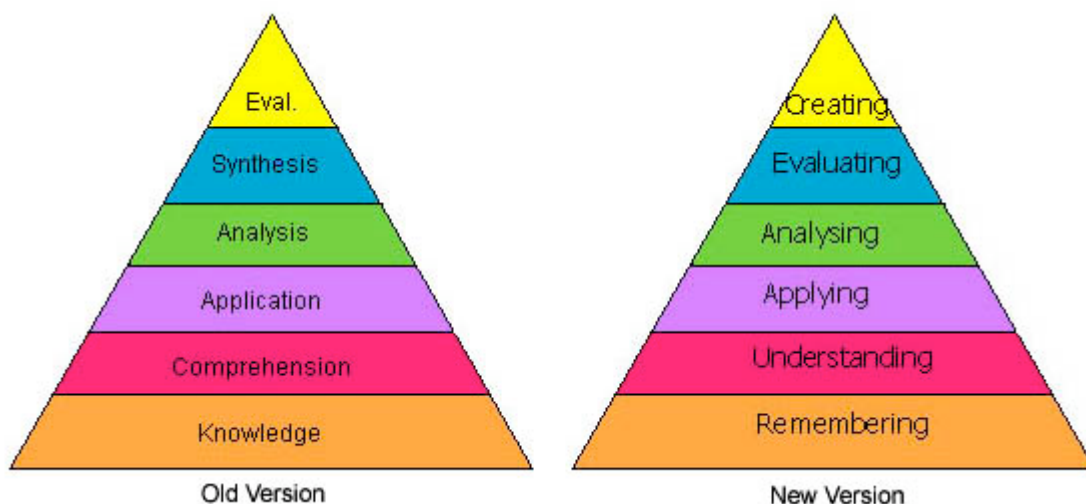 Eval.
Synthesis
Analysis
Application
Comprehension
Knowledge
Old Version
Creating
Evaluating
Analysing
Applying
Understanding
Remembering
New Version